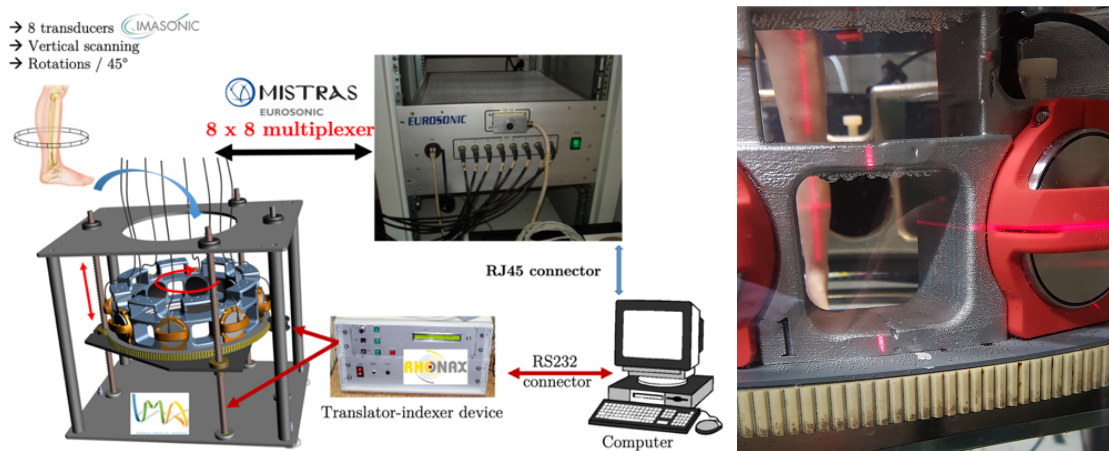 → 8 transducers
IMASONIC
→ Vertical scanning
→ Rotations / 45°
MISTRAS
EUROSONIC
8 x 8 multiplexer
EUROSONIC
RJ45 connector
RHONAX
RS232
connector
LMA
Translator-indexer device
Computer
1